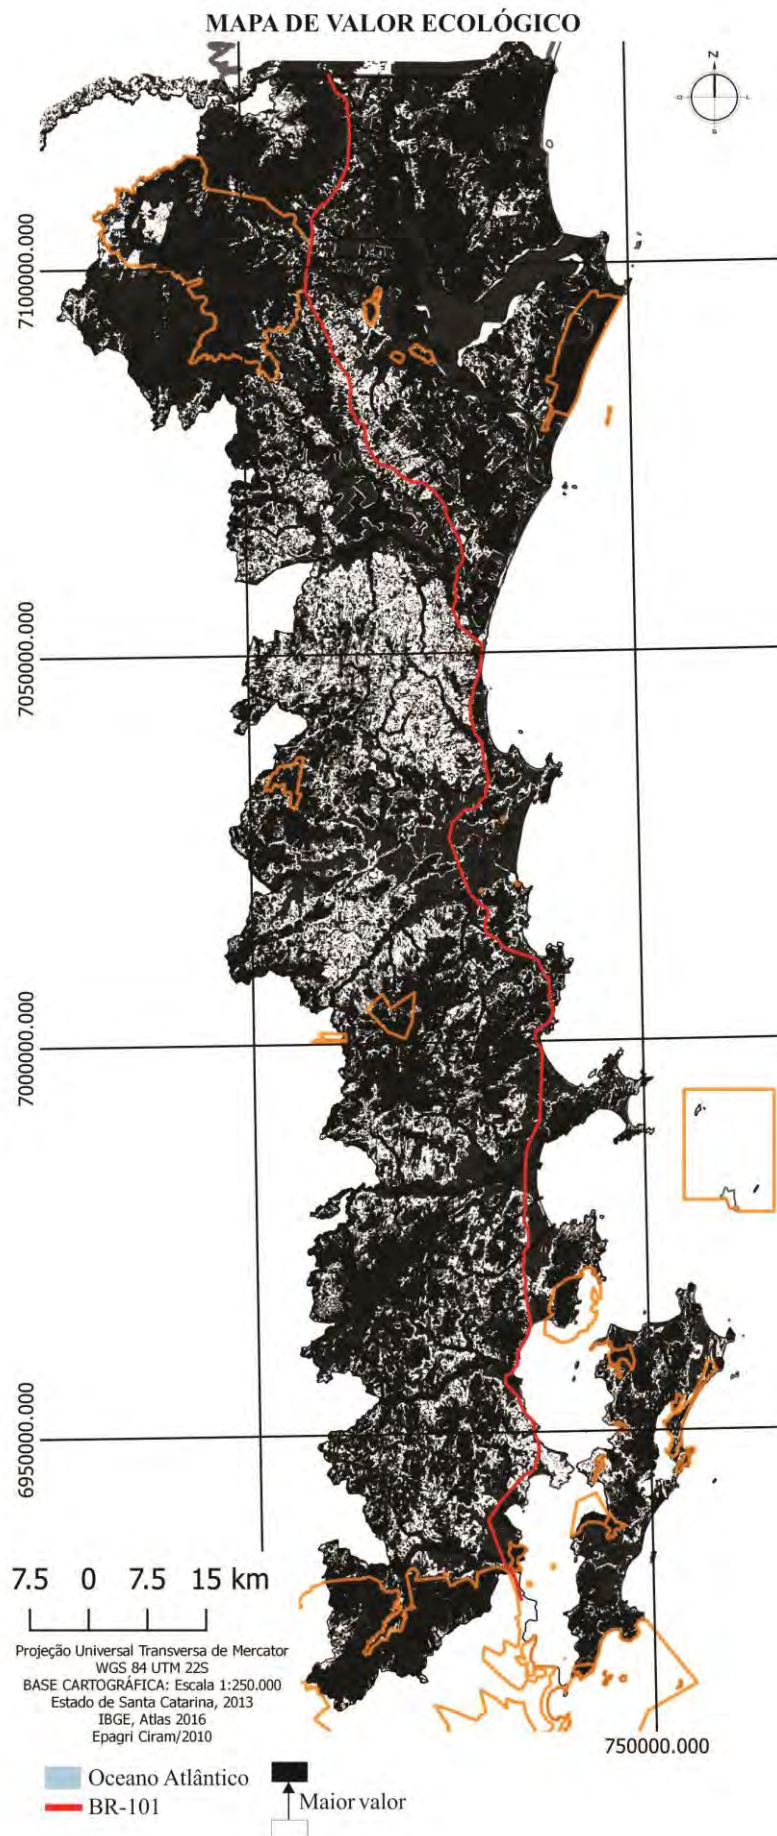 MAPA DE VALOR ECOLÓGICO
N
O
L
S
7100000.000
7050000.000
7000000.000
6950000.000
7.5 0 7.5 15 km
Projeção Universal Transversa de Mercator
WGS 84 UTM 22S
BASE CARTOGRÁFICA: Escala 1:250.000
Estado de Santa Catarina, 2013
IBGE, Atlas 2016
Epagri Ciram/2010
750000.000
Oceano Atlântico
BR-101
Maior valor